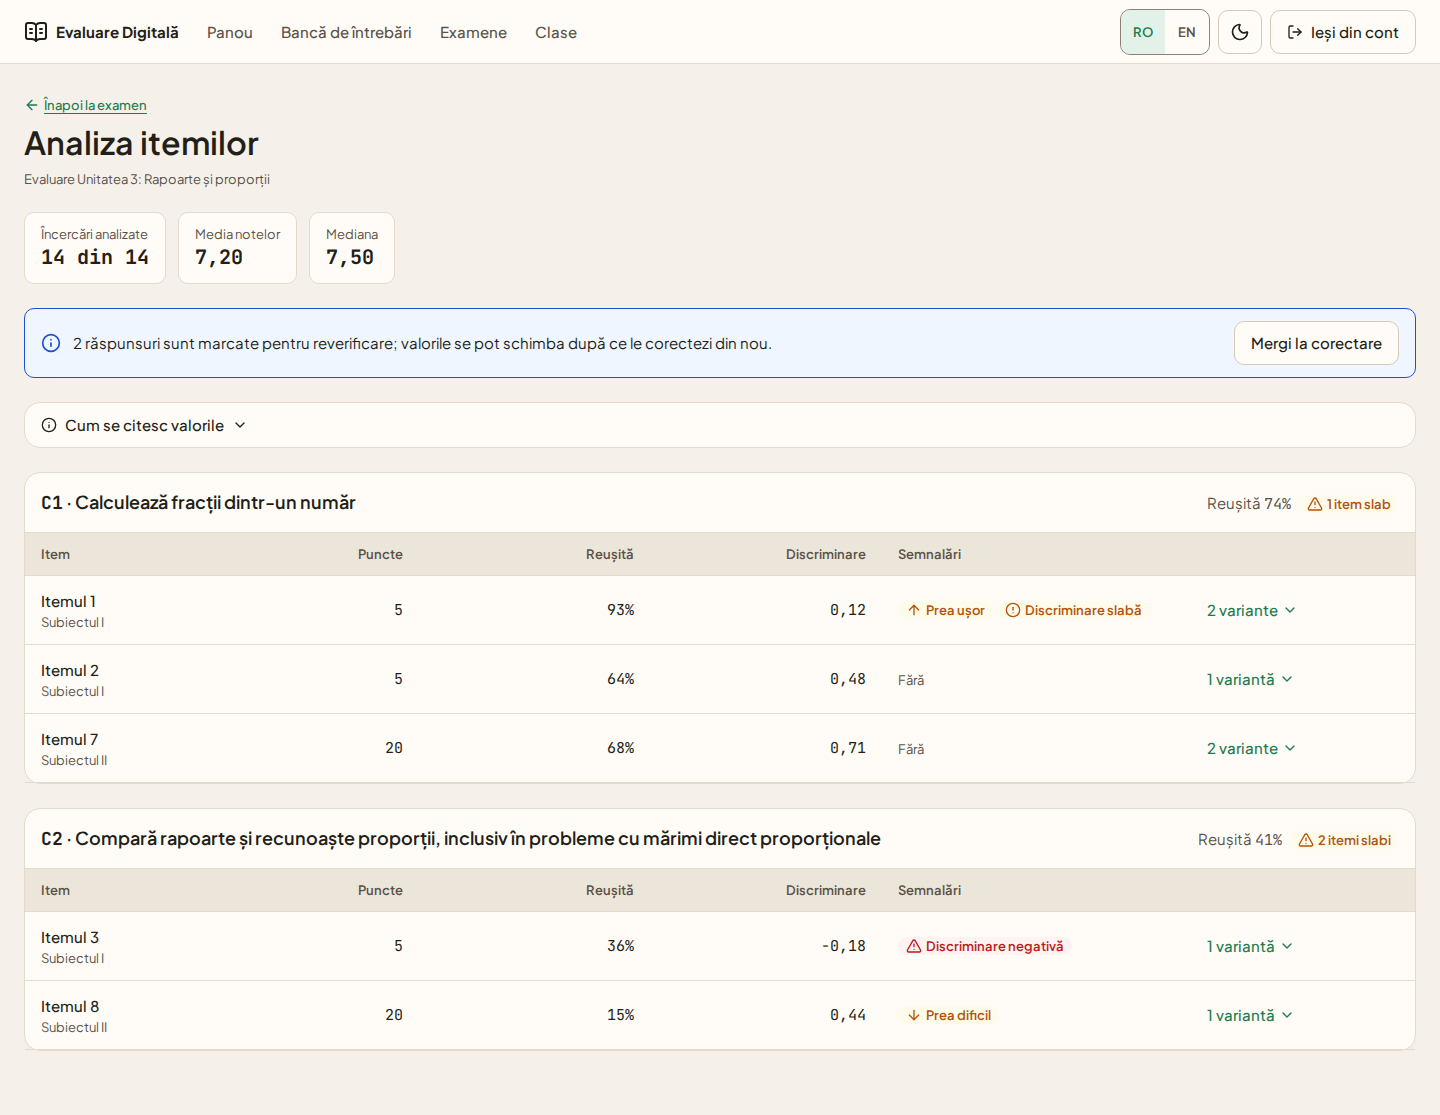 Evaluare Digitală Panou Bancă de întrebări Examene Clase RO EN Ieși din cont
Înapoi la examen
Analiza itemilor
Evaluare Unitatea 3: Rapoarte și proporții
Încercări analizate Media notelor Mediana
14 din 14 7,20 7,50
2 răspunsuri sunt marcate pentru reverificare; valorile se pot schimba după ce le corectezi din nou. Mergi la corectare
Cum se citesc valorile
C1 · Calculează fracții dintr-un număr Reușită 74% 1 item slab
Item Puncte Reușită Discriminare Semnalări
Itemul 1 5 93% 0,12 Prea ușor Discriminare slabă 2 variante
Subiectul I
Itemul 2 5 64% 0,48 Fără 1 variantă
Subiectul I
Itemul 7 20 68% 0,71 Fără 2 variante
Subiectul II
C2 · Compară rapoarte și recunoaște proporții, inclusiv în probleme cu mărimi direct proporționale Reușită 41% 2 itemi slabi
Item Puncte Reușită Discriminare Semnalări
Itemul 3 5 36% -0,18 Discriminare negativă 1 variantă
Subiectul I
Itemul 8 20 15% 0,44 Prea dificil 1 variantă
Subiectul II